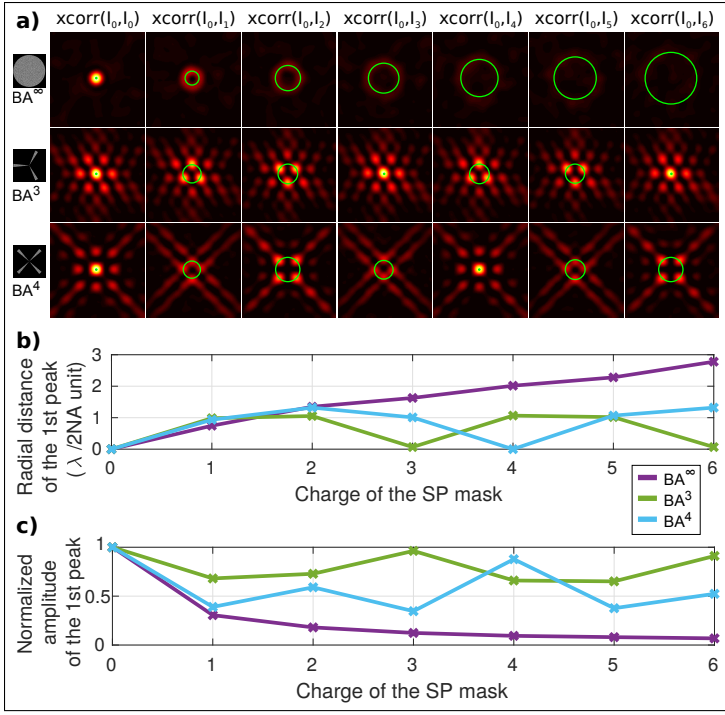 a)
xcorr(I₀,I₀) xcorr(I₀,I₁) xcorr(I₀,I₂) xcorr(I₀,I₃) xcorr(I₀,I₄) xcorr(I₀,I₅) xcorr(I₀,I₆)
BA∞
BA³
BA⁴
b)
Radial distance
of the 1st peak
(λ/2NA unit)
3
2
1
0
0 1 2 3 4 5 6
Charge of the SP mask
BA∞
BA³
BA⁴
c)
Normalized
amplitude
of the 1st peak
1
0.5
0
0 1 2 3 4 5 6
Charge of the SP mask